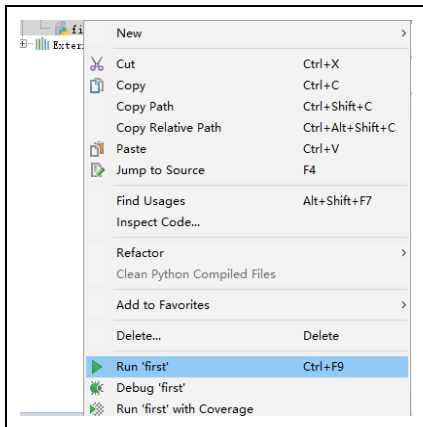 fi
Exter
New
Cut Ctrl+X
Copy Ctrl+C
Copy Path Ctrl+Shift+C
Copy Relative Path Ctrl+Alt+Shift+C
Paste Ctrl+V
Jump to Source F4
Find Usages Alt+Shift+F7
Inspect Code...
Refactor
Clean Python Compiled Files
Add to Favorites
Delete... Delete
Run 'first' Ctrl+F9
Debug 'first'
Run 'first' with Coverage